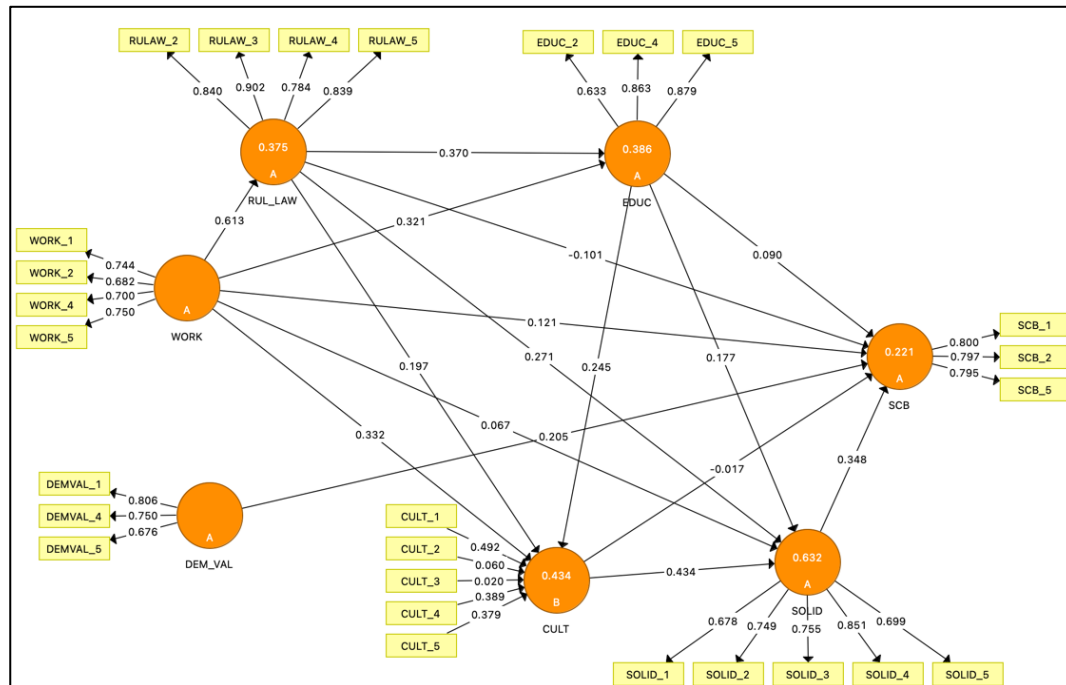 RULAW_2 RULAW_3 RULAW_4 RULAW_5
EDUC_2 EDUC_4 EDUC_5
0.840 0.902 0.784 0.839
0.633 0.863 0.879
0.375
A
RUL_LAW
0.370
0.386
A
EDUC
0.613
0.321
-0.101
0.090
WORK_1
WORK_2
WORK_4
WORK_5
0.744
0.682
0.700
0.750
A
WORK
0.121
0.197
0.271
0.245
0.177
0.332
0.067
0.205
0.221
A
SCB
0.800
0.797
0.795
SCB_1
SCB_2
SCB_5
-0.017
0.348
DEMVAL_1
DEMVAL_4
DEMVAL_5
0.806
0.750
0.676
A
DEM_VAL
CULT_1
CULT_2
CULT_3
CULT_4
CULT_5
0.492
0.060
0.020
0.389
0.379
0.434
B
CULT
0.434
0.632
A
SOLID
0.678 0.749 0.755 0.851 0.699
SOLID_1 SOLID_2 SOLID_3 SOLID_4 SOLID_5